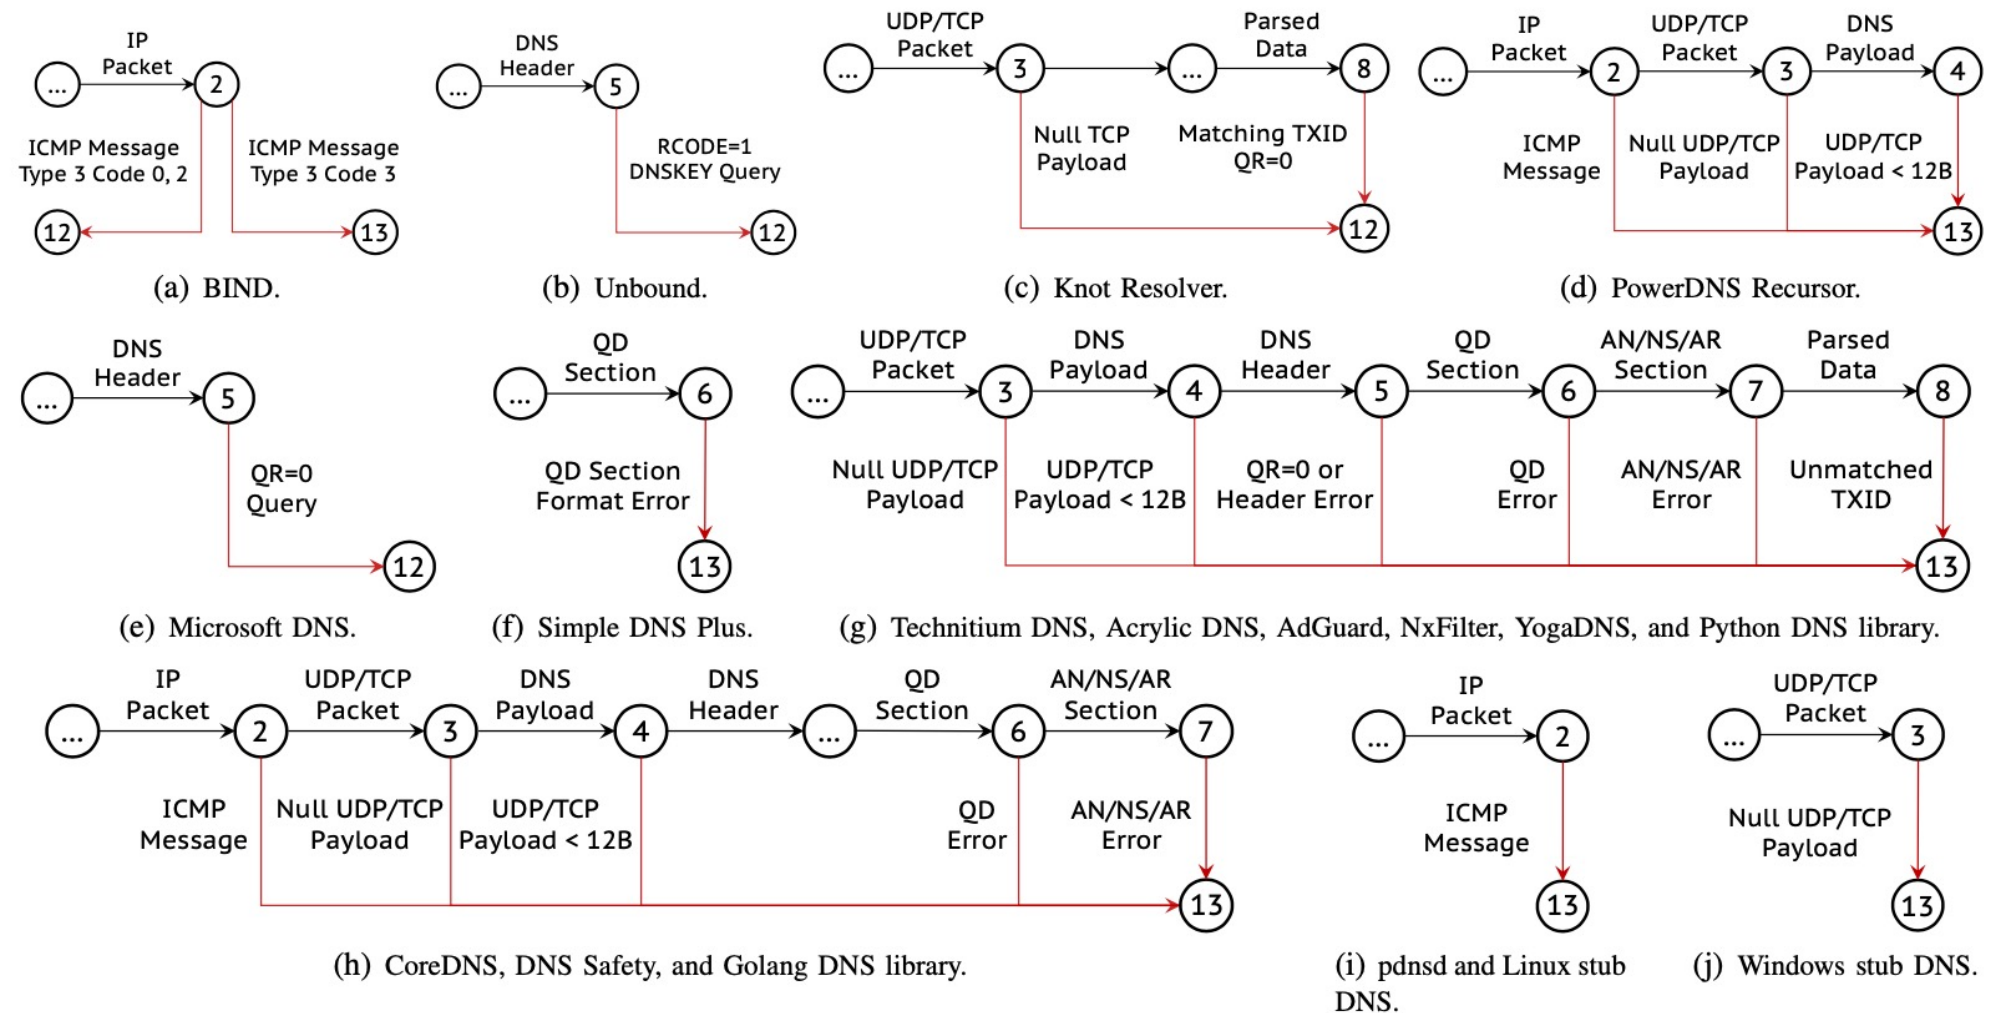 IP
Packet
...
2
ICMP Message
Type 3 Code 0, 2
ICMP Message
Type 3 Code 3
12
13
(a) BIND.
DNS
Header
...
5
RCODE=1
DNSKEY Query
12
(b) Unbound.
UDP/TCP
Packet
Parsed
Data
...
3
...
8
Null TCP
Payload
Matching TXID
QR=0
12
(c) Knot Resolver.
IP
Packet
UDP/TCP
Packet
DNS
Payload
...
2
3
4
ICMP
Message
Null UDP/TCP
Payload
UDP/TCP
Payload < 12B
13
(d) PowerDNS Recursor.
DNS
Header
...
5
QR=0
Query
12
(e) Microsoft DNS.
QD
Section
...
6
QD Section
Format Error
13
(f) Simple DNS Plus.
UDP/TCP
Packet
DNS
Payload
DNS
Header
QD
Section
AN/NS/AR
Section
Parsed
Data
...
3
4
5
6
7
8
Null UDP/TCP
Payload
UDP/TCP
Payload < 12B
QR=0 or
Header Error
QD
Error
AN/NS/AR
Error
Unmatched
TXID
13
(g) Technitium DNS, Acrylic DNS, AdGuard, NxFilter, YogaDNS, and Python DNS library.
IP
Packet
UDP/TCP
Packet
DNS
Payload
DNS
Header
QD
Section
AN/NS/AR
Section
...
2
3
4
...
6
7
ICMP
Message
Null UDP/TCP
Payload
UDP/TCP
Payload < 12B
QD
Error
AN/NS/AR
Error
13
(h) CoreDNS, DNS Safety, and Golang DNS library.
IP
Packet
...
2
ICMP
Message
13
(i) pdnsd and Linux stub
DNS.
UDP/TCP
Packet
...
3
Null UDP/TCP
Payload
13
(j) Windows stub DNS.